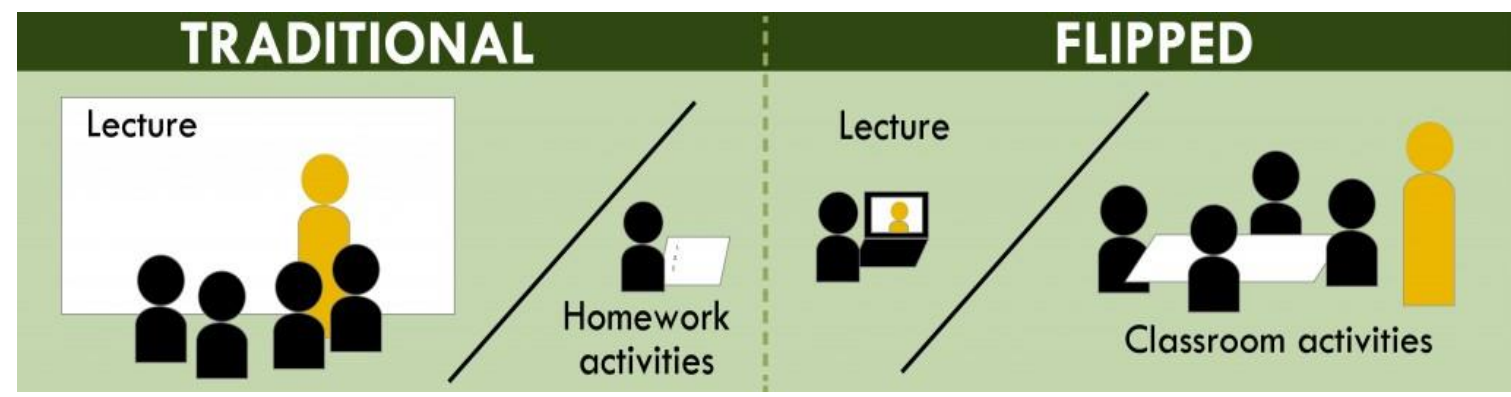 TRADITIONAL
Lecture
Homework
activities
FLIPPED
Lecture
Classroom activities